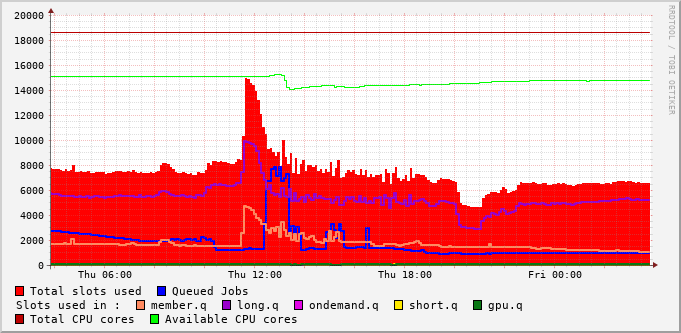 20000
18000
16000
14000
12000
10000
8000
6000
4000
2000
0
Thu 06:00 Thu 12:00 Thu 18:00 Fri 00:00
RRDTOOL / TOBI OETIKER
Total slots used Queued Jobs
Slots used in : member.q long.q ondemand.q short.q gpu.q
Total CPU cores Available CPU cores